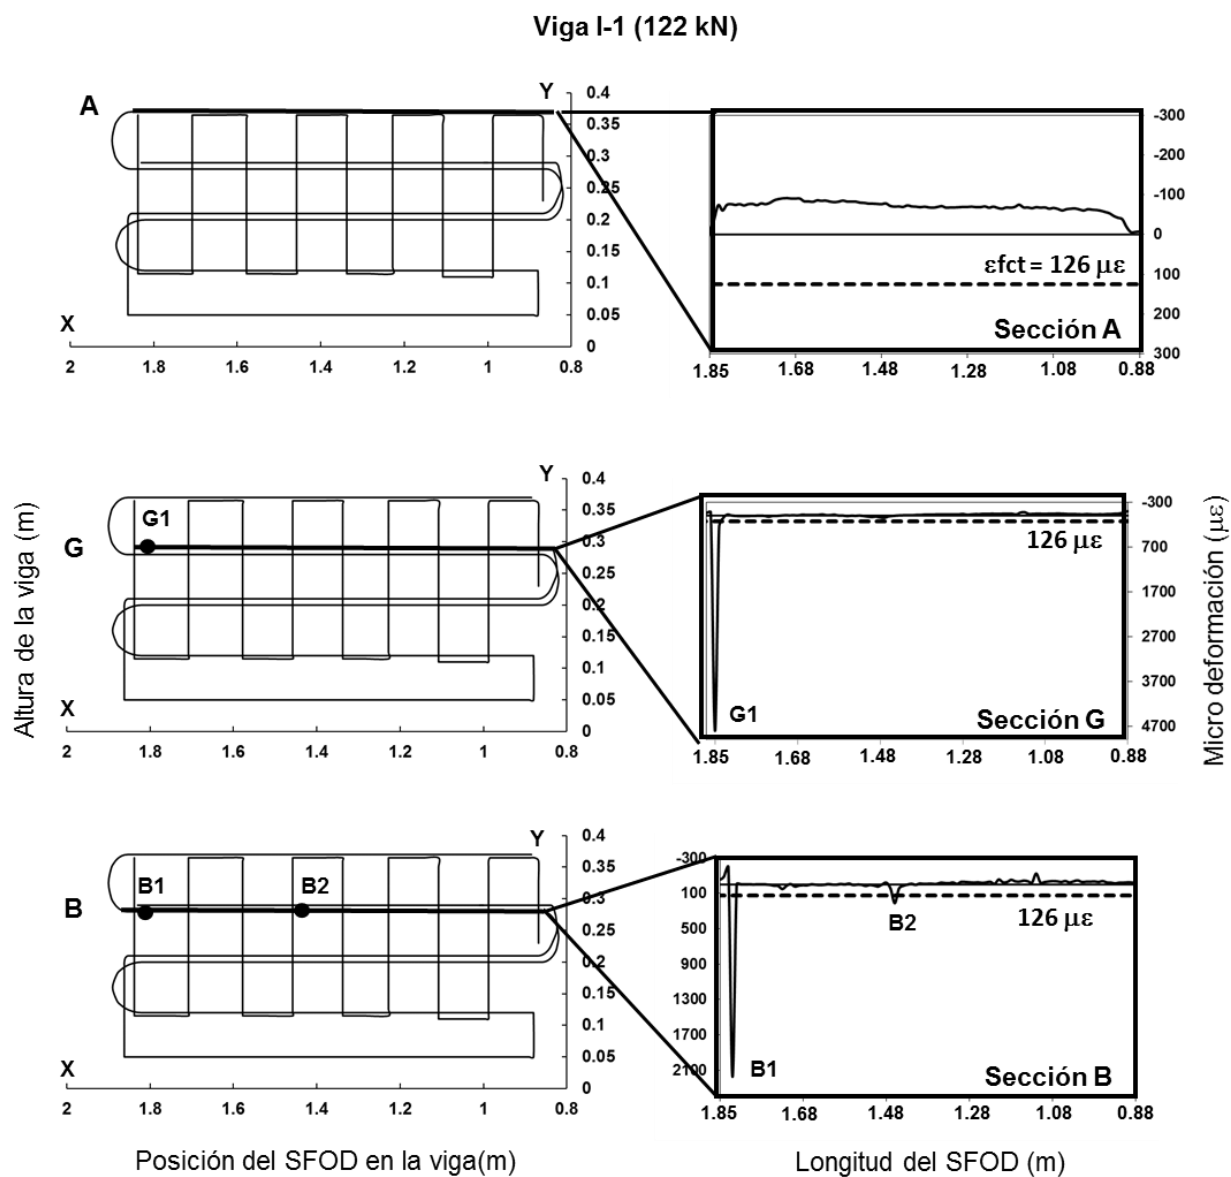 Viga I-1 (122 kN)
A
Y
0.4
0.35
0.3
0.25
0.2
0.15
0.1
0.05
0
X
2 1.8 1.6 1.4 1.2 1 0.8
-300
-200
-100
0
100
200
300
εfct = 126 με
Sección A
1.85 1.68 1.48 1.28 1.08 0.88
Altura de la viga (m)
G
G1
Y
0.4
0.35
0.3
0.25
0.2
0.15
0.1
0.05
0
X
2 1.8 1.6 1.4 1.2 1 0.8
-300
700
1700
2700
3700
4700
126 με
G1
Sección G
1.85 1.68 1.48 1.28 1.08 0.88
Micro deformación (με)
B
B1
B2
Y
0.4
0.35
0.3
0.25
0.2
0.15
0.1
0.05
0
X
2 1.8 1.6 1.4 1.2 1 0.8
-300
100
500
900
1300
1700
2100
126 με
B2
B1
Sección B
1.85 1.68 1.48 1.28 1.08 0.88
Posición del SFOD en la viga(m)
Longitud del SFOD (m)